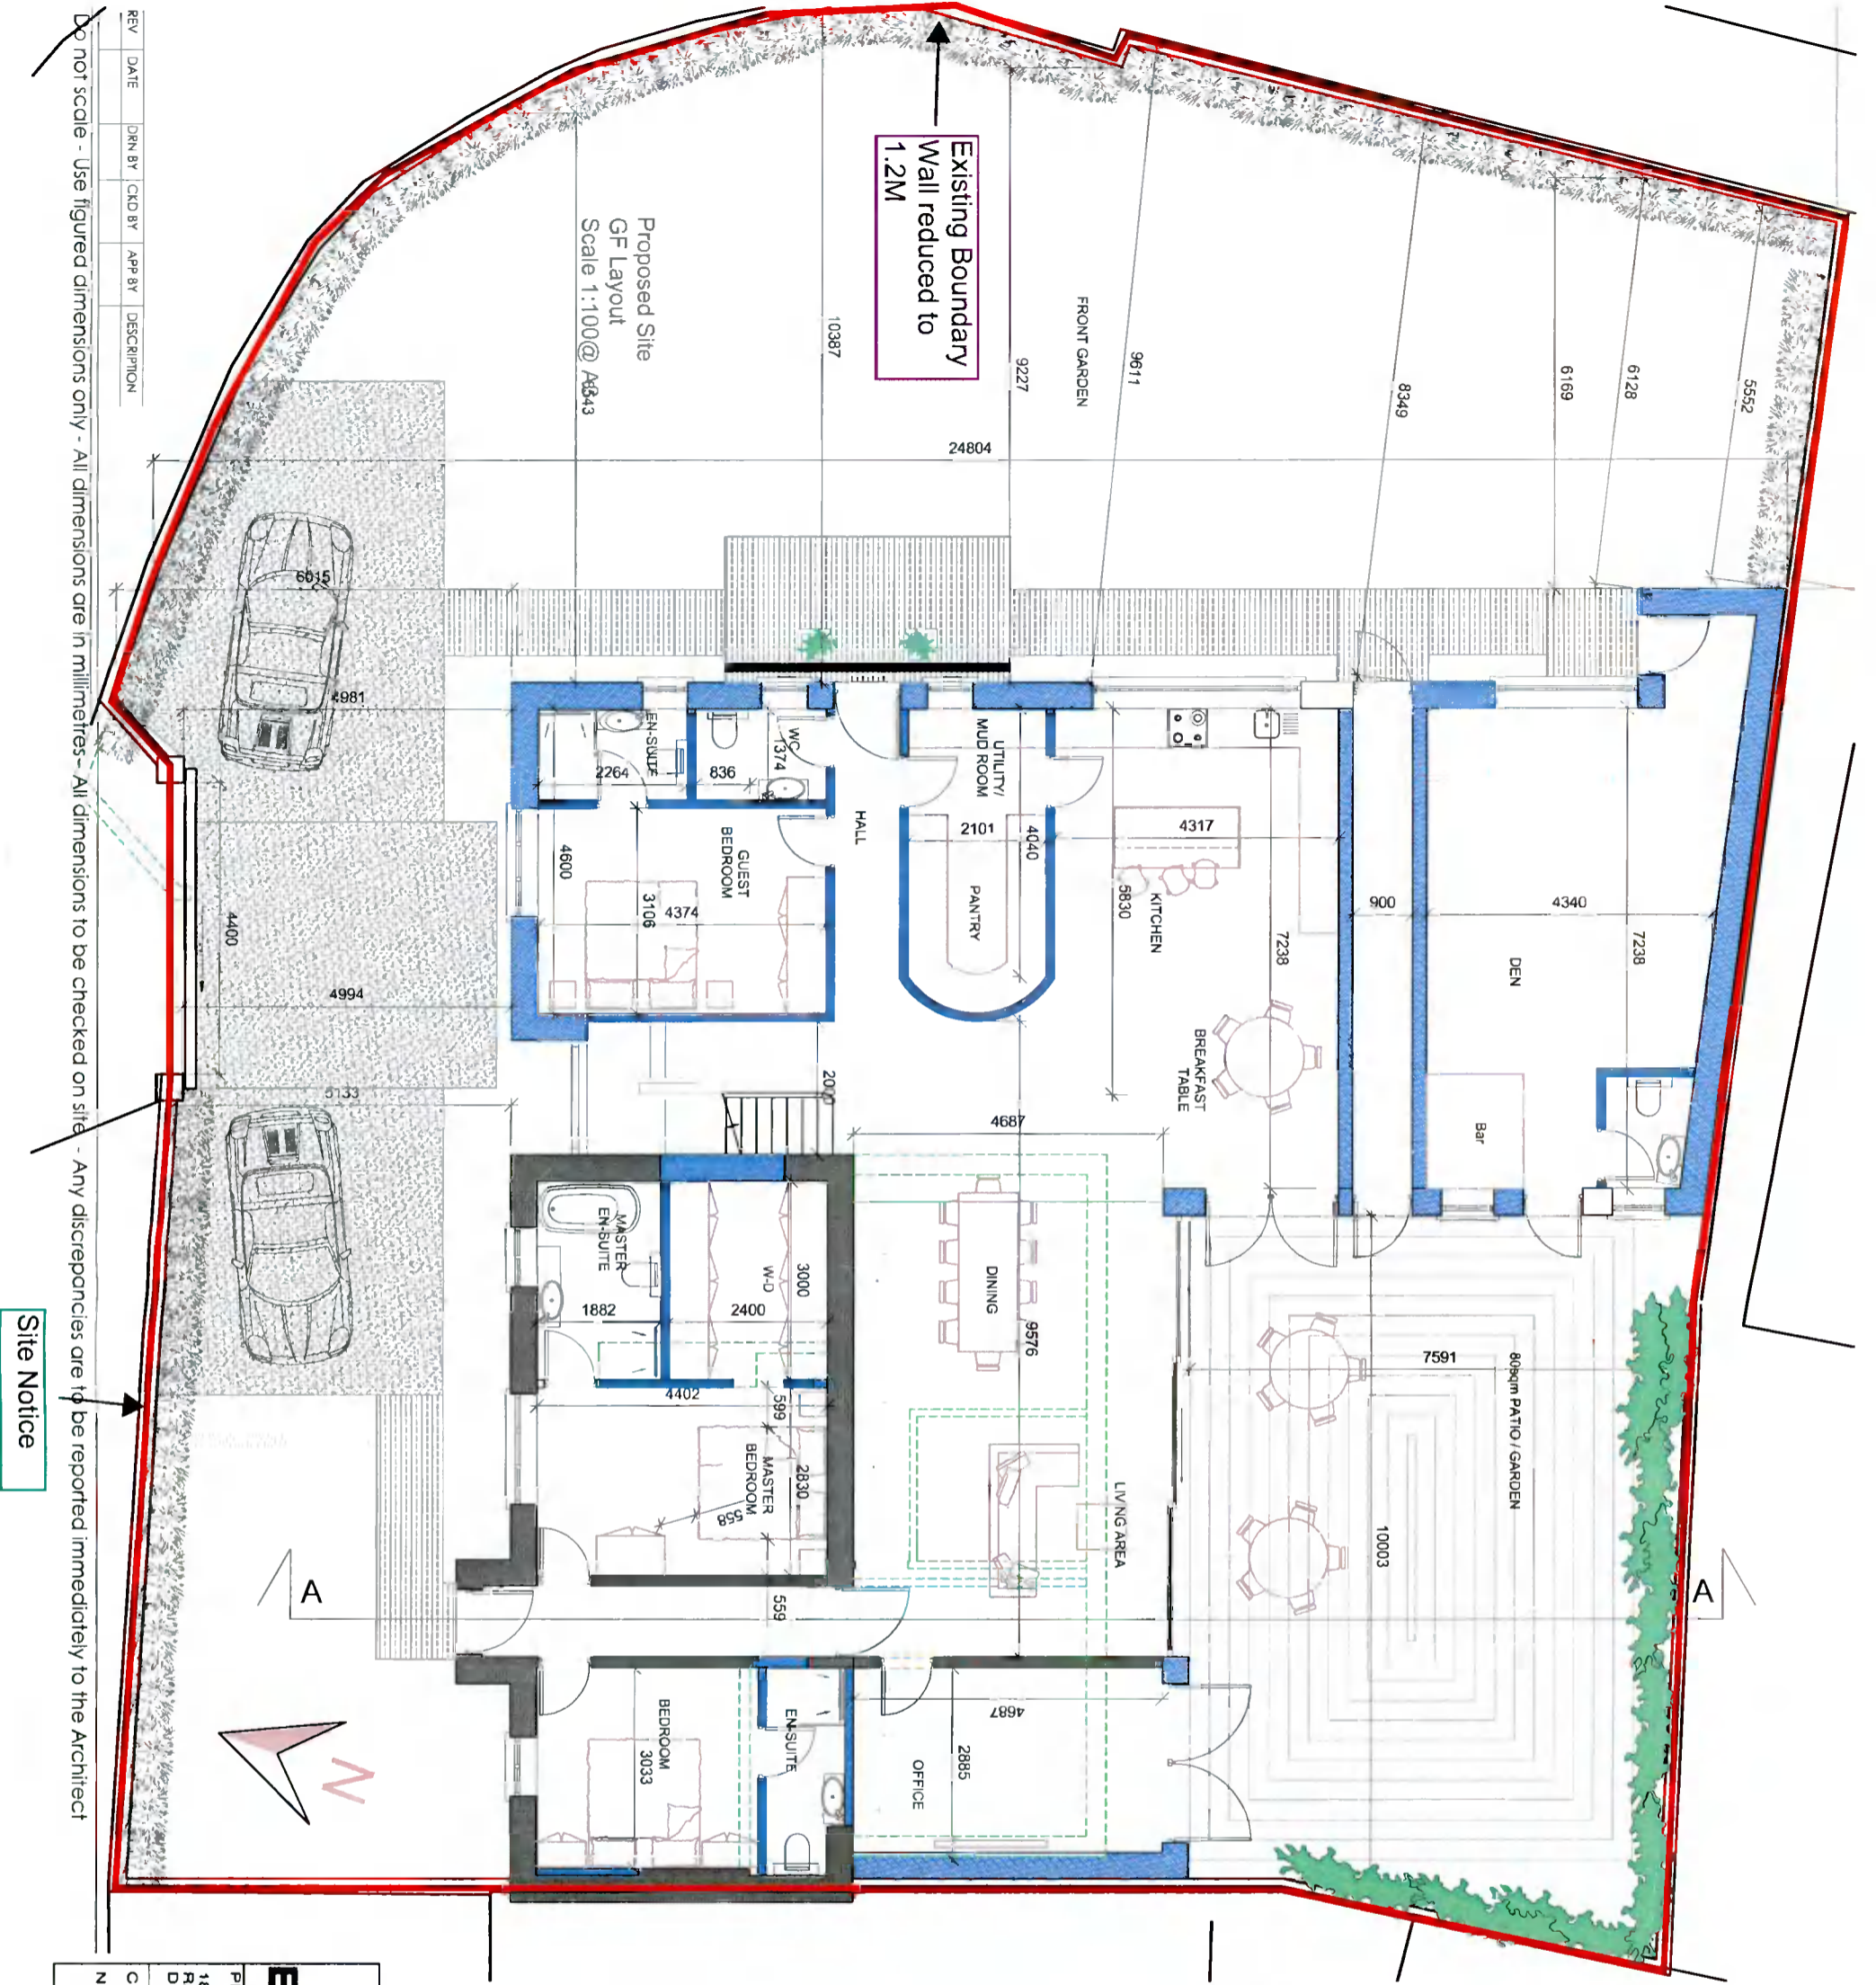 Existing Boundary
Wall reduced to
1.2M
Proposed Site
GF Layout
Scale 1:100@
8543
10387
9227
FRONT GARDEN
9611
8349
6169
6128
5552
24804
6015
4981
4994
4400
5133
EN-SUITE
2264
WC
1374
836
HALL
UTILITY/
MUD ROOM
2101
4040
PANTRY
GUEST
BEDROOM
4600
3106
4374
2000
4317
KITCHEN
5830
7238
BREAKFAST
TABLE
900
4340
7238
DEN
Bar
4687
MASTER
EN-SUITE
1882
W-D
3000
2400
4402
599
MASTER
BEDROOM
2830
558
559
DINING
9576
LIVING AREA
7591
80sqm PATIO / GARDEN
10003
A
A
BEDROOM
3033
EN-SUITE
4687
2885
OFFICE
N
REV DATE DRN BY CKD BY APP BY DESCRIPTION
Do not scale - Use figured dimensions only - All dimensions are in millimetres - All dimensions to be checked on site - Any discrepancies are to be reported immediately to the Architect
Site Notice